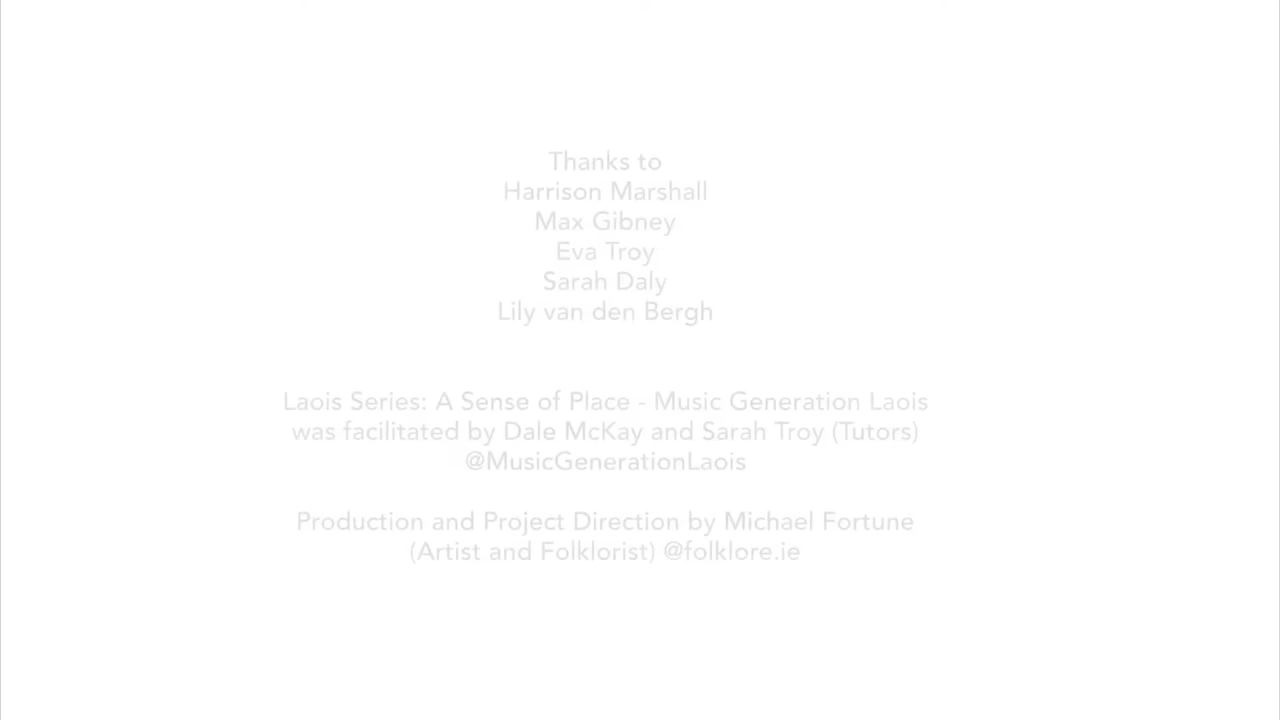 Thanks to
Harrison Marshall
Max Gibney
Eva Troy
Sarah Daly
Lily van den Bergh
Laois Series: A Sense of Place - Music Generation Laois
was facilitated by Dale McKay and Sarah Troy (Tutors)
@MusicGenerationLaois
Production and Project Direction by Michael Fortune
(Artist and Folklorist) @folklore.ie